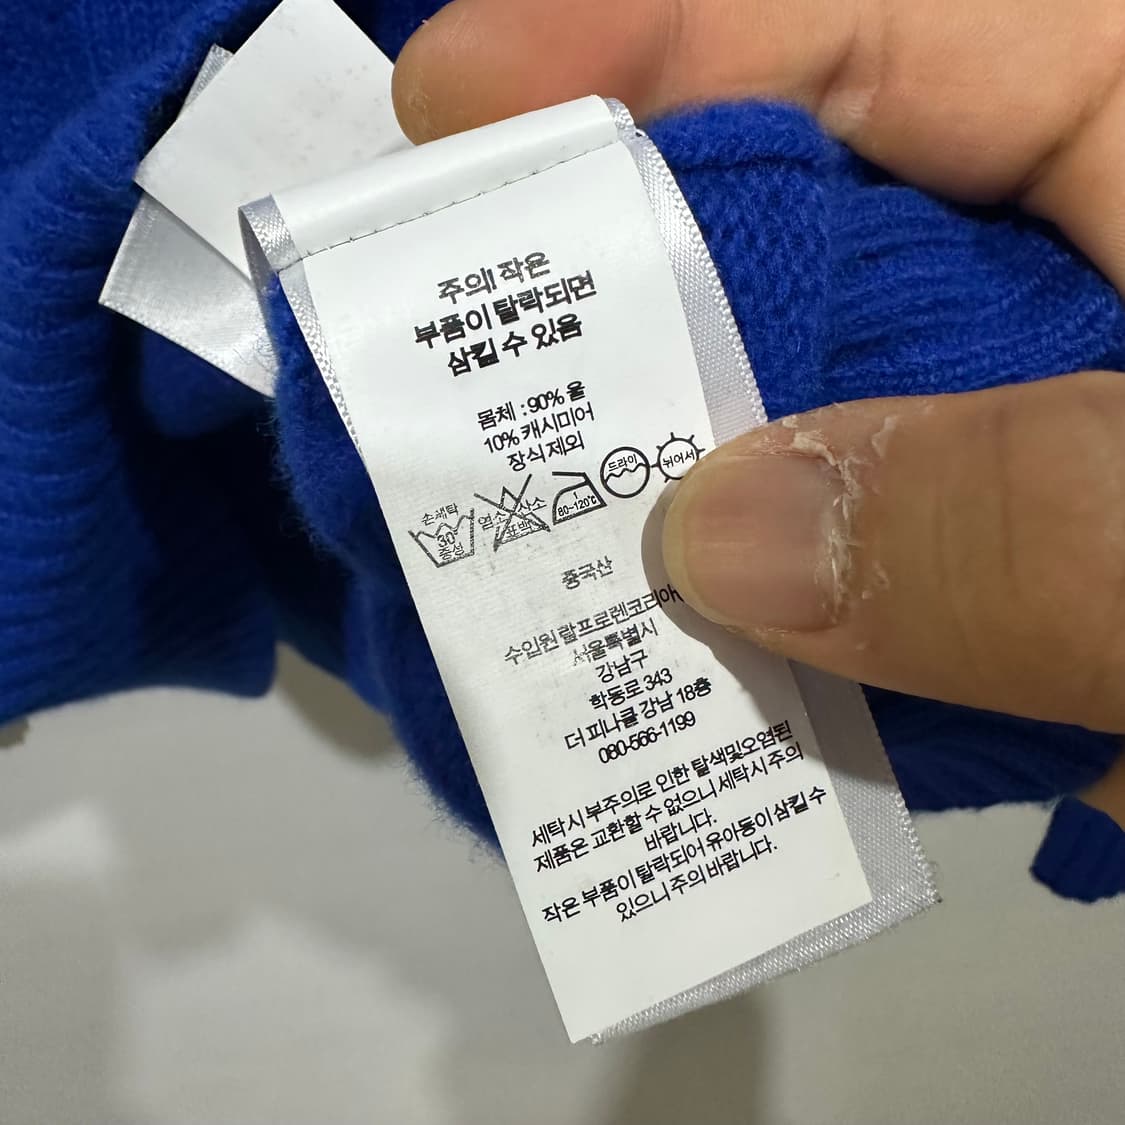 주의! 작은
부품이 탈락되면
삼킬 수 있음
몸체 : 90% 울
10% 캐시미어
장식 제외
손세탁
30°
중성
염소 산소
표백
1
80~120°C
드라이
뉘어서
중국산
수입원 랄프로렌코리아
서울특별시
강남구
학동로 343
더 피나클 강남 18층
080-566-1199
세탁 시 부주의로 인한 탈색및오염된
제품은 교환할 수 없으니 세탁 시 주의
바랍니다.
작은 부품이 탈락되어 유아동이 삼킬 수
있으니 주의 바랍니다.